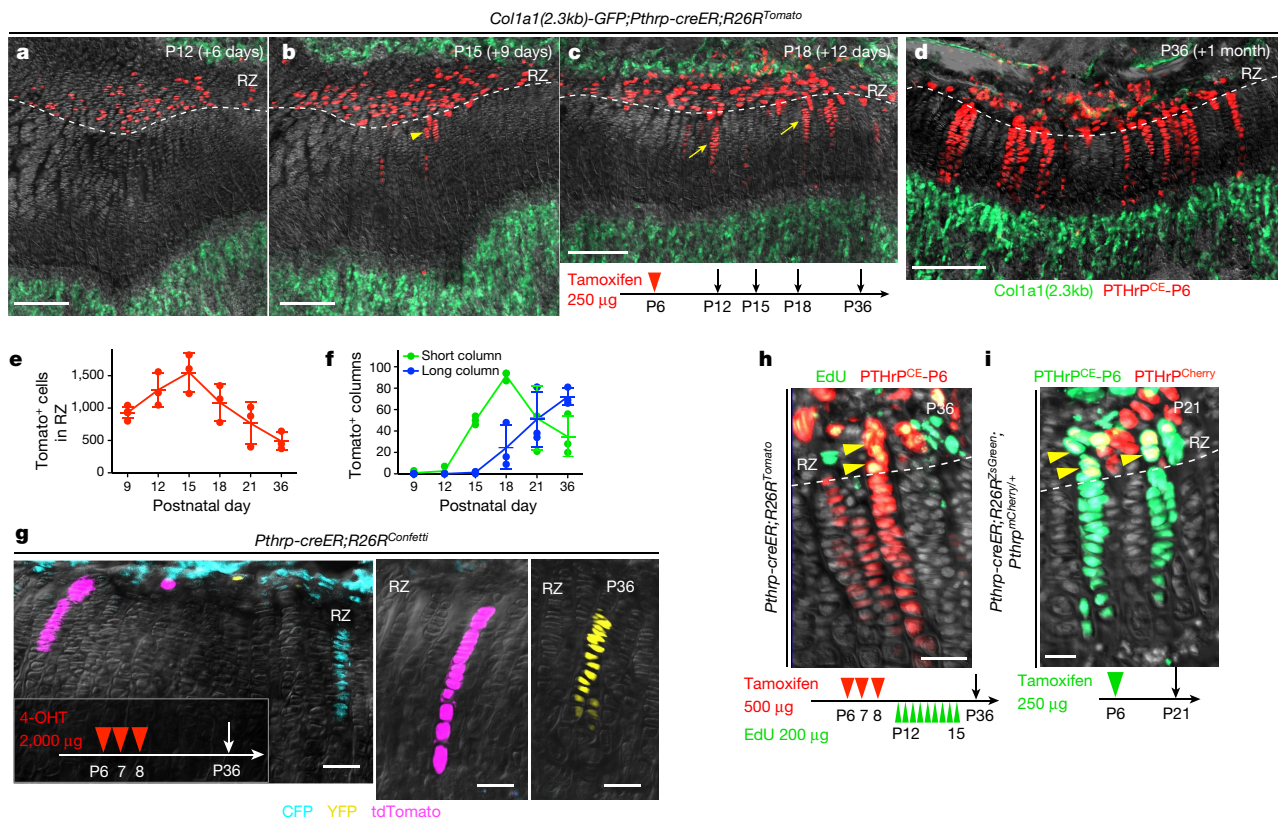 Col1a1(2.3kb)-GFP;Pthrp-creER;R26R^Tomato
a
P12 (+6 days)
RZ
b
P15 (+9 days)
RZ
c
P18 (+12 days)
RZ
d
P36 (+1 month)
RZ
Tamoxifen
250 μg
P6
P12
P15
P18
P36
Col1a1(2.3kb) PTHrP^CE-P6
e
Tomato⁺ cells
in RZ
1,500
1,000
500
0
9 12 15 18 21 36
Postnatal day
f
Short column
Long column
Tomato⁺ columns
100
80
60
40
20
0
9 12 15 18 21 36
Postnatal day
g
Pthrp-creER;R26R^Confetti
RZ
4-OHT
2,000 μg
P6 7 8
P36
RZ
RZ
P36
CFP YFP tdTomato
h
EdU PTHrP^CE-P6
P36
RZ
Pthrp-creER;R26R^Tomato
Tamoxifen
500 μg
P6 7 8
P36
EdU 200 μg
P12
15
i
PTHrP^CE-P6 PTHrP^Cherry
P21
RZ
Pthrp-creER;R26R^ZsGreen;
Pthrp^mCherry/+
Tamoxifen
250 μg
P6
P21